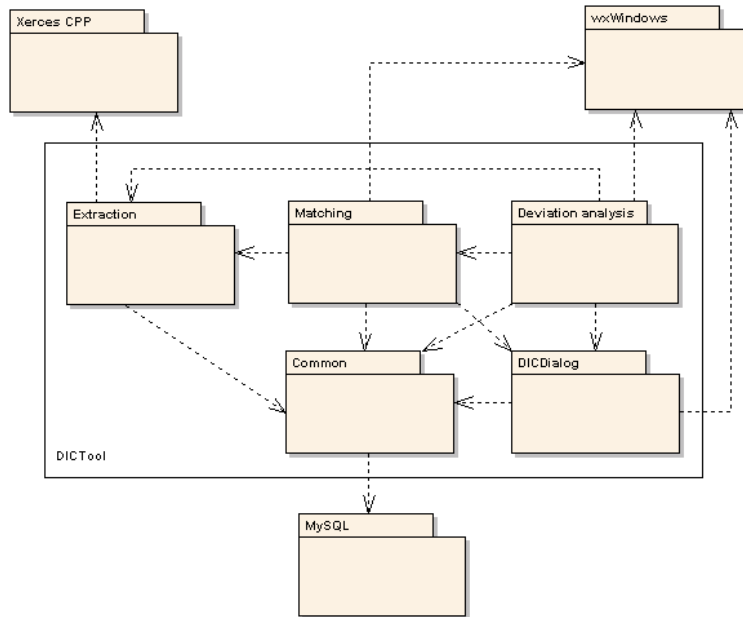 Xerces CPP
wxWindows
Extraction
Matching
Deviation analysis
Common
DICDialog
DICTool
MySQL